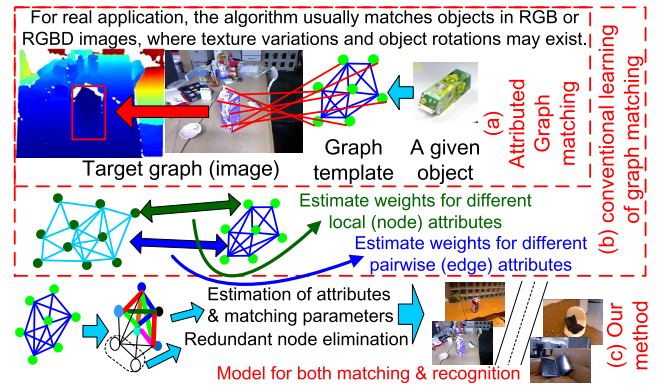 For real application, the algorithm usually matches objects in RGB or
RGBD images, where texture variations and object rotations may exist.
Target graph (image)
Graph
template
A given
object
(a)
Attributed
Graph
matching
Estimate weights for different
local (node) attributes
Estimate weights for different
pairwise (edge) attributes
(b) conventional learning
of graph matching
Estimation of attributes
& matching parameters
Redundant node elimination
Model for both matching & recognition
(c) Our
method